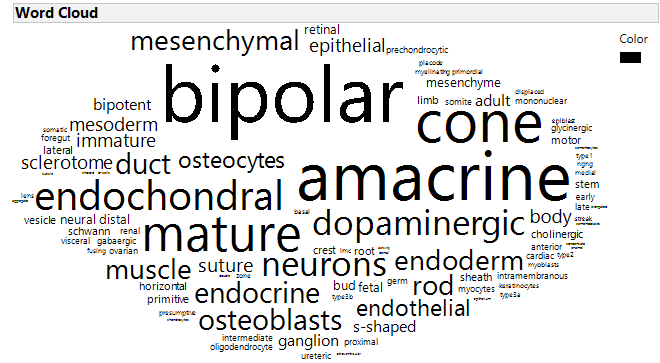 Word Cloud
Color
retinal
mesenchymal
epithelial
prechondrocytic
placode
myelinating primordial
mesenchyme
bipolar
displaced
limb
somite
adult
mononuclear
bipotent
cone
epiblast
glycinergic
motor
somatic
mesoderm
foregut
immature
lateral
sclerotome
duct
osteocytes
type1
medial
amacrine
stem
early
late
lens
endochondral
basal
vesicle
neural
distal
dopaminergic
body
streak
schwann
renal
mature
cholinergic
visceral
gabaergic
fusing
ovarian
crest
root
anterior
cardiac
type2
myoblasts
muscle
suture
zone
neurons
endoderm
sheath
intramembranous
horizontal
bud
fetal
germ
rod
myocytes
keratinocytes
primitive
endocrine
type3b
type3a
endothelial
presumptive
osteoblasts
s-shaped
intermediate
ganglion
proximal
oligodendrocyte
ureteric